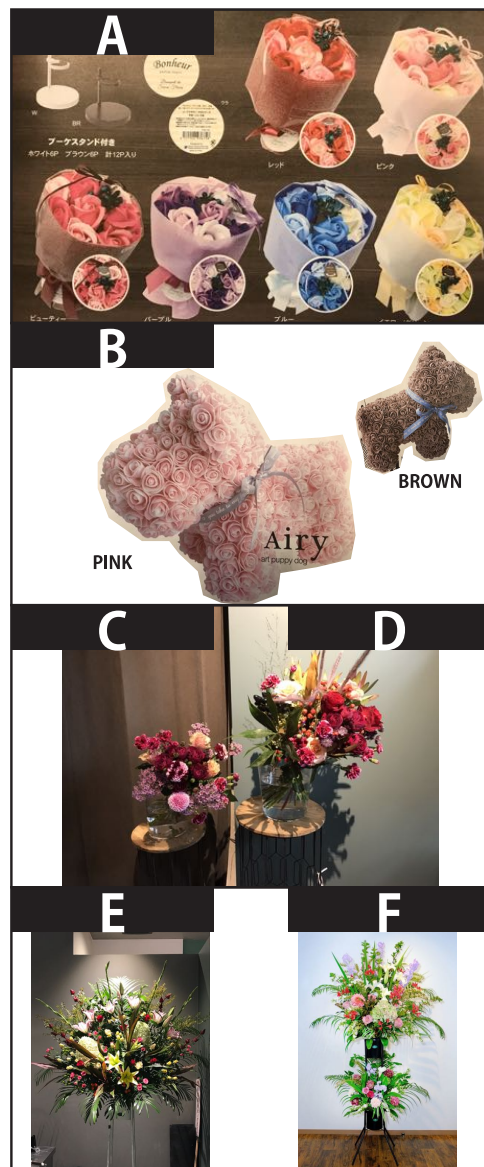 A
Bonheur
W
BR
ブーケスタンド付き
ホワイト6P ブラウン6P 計12P入り
レッド
ピンク
ビューティー
パープル
ブルー
B
BROWN
PINK
Airy
art puppy dog
C
D
E
F